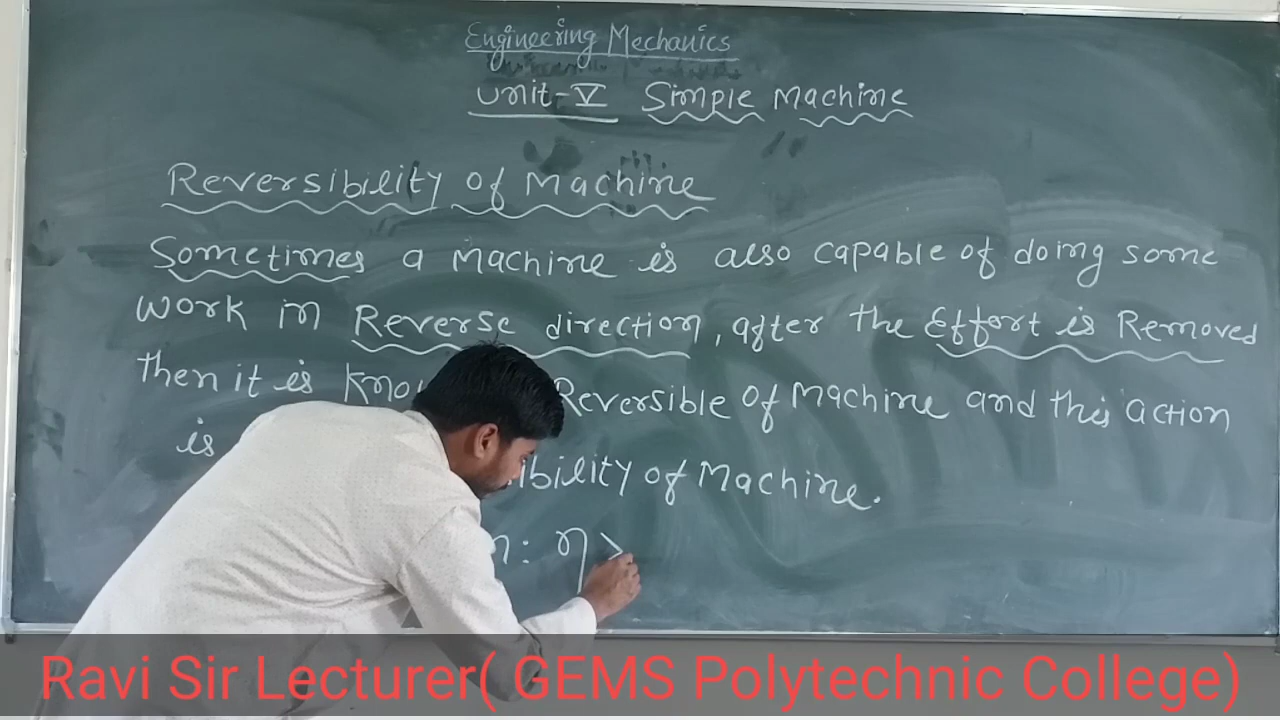 Engineering Mechanics
Unit-V Simple Machine
Reversibility of Machine
Sometimes a Machine is also capable of doing some
work in Reverse direction, after the Effort is Removed
then it is Reversible of Machine and this action
is of Machine.
: η >
Ravi Sir Lecturer( GEMS Polytechnic College)